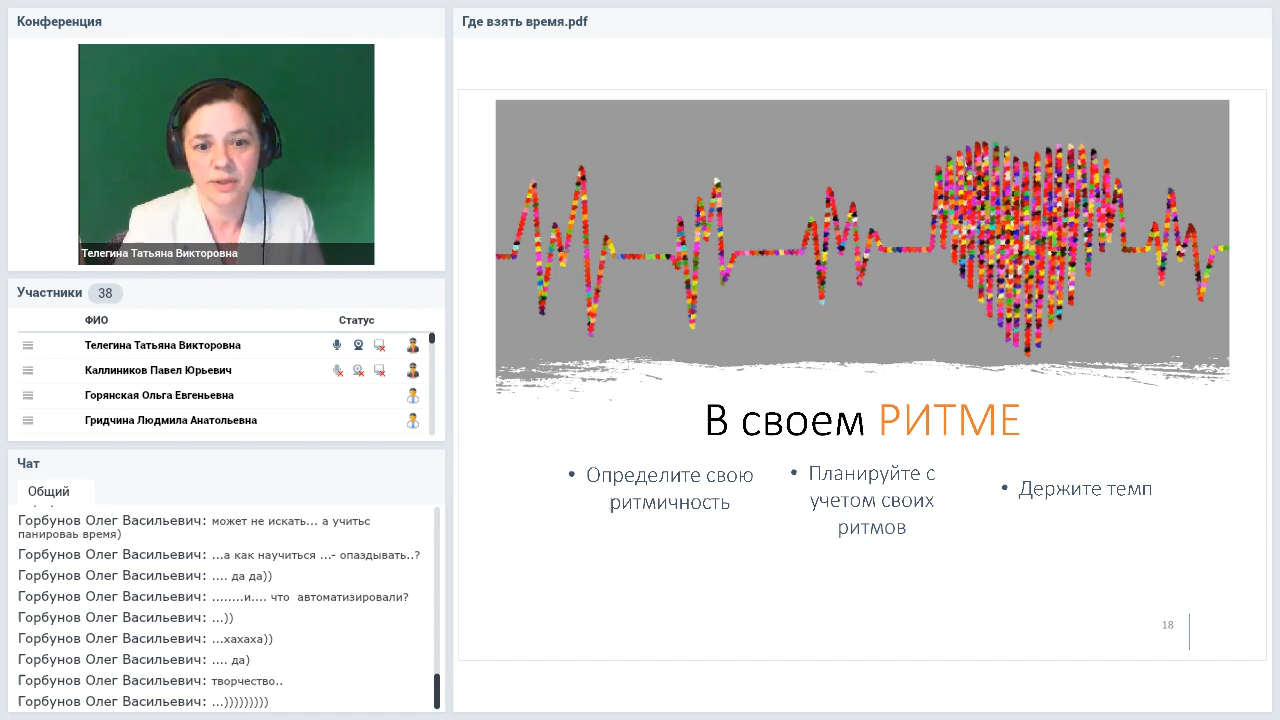 Конференция
Телегина Татьяна Викторовна
Участники 38
ФИО Статус
Телегина Татьяна Викторовна
Каллиников Павел Юрьевич
Горянская Ольга Евгеньевна
Гридчина Людмила Анатольевна
Чат
Общий
Горбунов Олег Васильевич: может не искать... а учитьс
панироваь время)
Горбунов Олег Васильевич: ...а как научиться ...- опаздывать..?
Горбунов Олег Васильевич: .... да да))
Горбунов Олег Васильевич: ........и.... что автоматизировали?
Горбунов Олег Васильевич: ...))
Горбунов Олег Васильевич: ...хахаха))
Горбунов Олег Васильевич: .... да)
Горбунов Олег Васильевич: творчество..
Горбунов Олег Васильевич: ...)))))))))
Где взять время.pdf
В своем РИТМЕ
• Определите свою
ритмичность
• Планируйте с
учетом своих
ритмов
• Держите темп
18